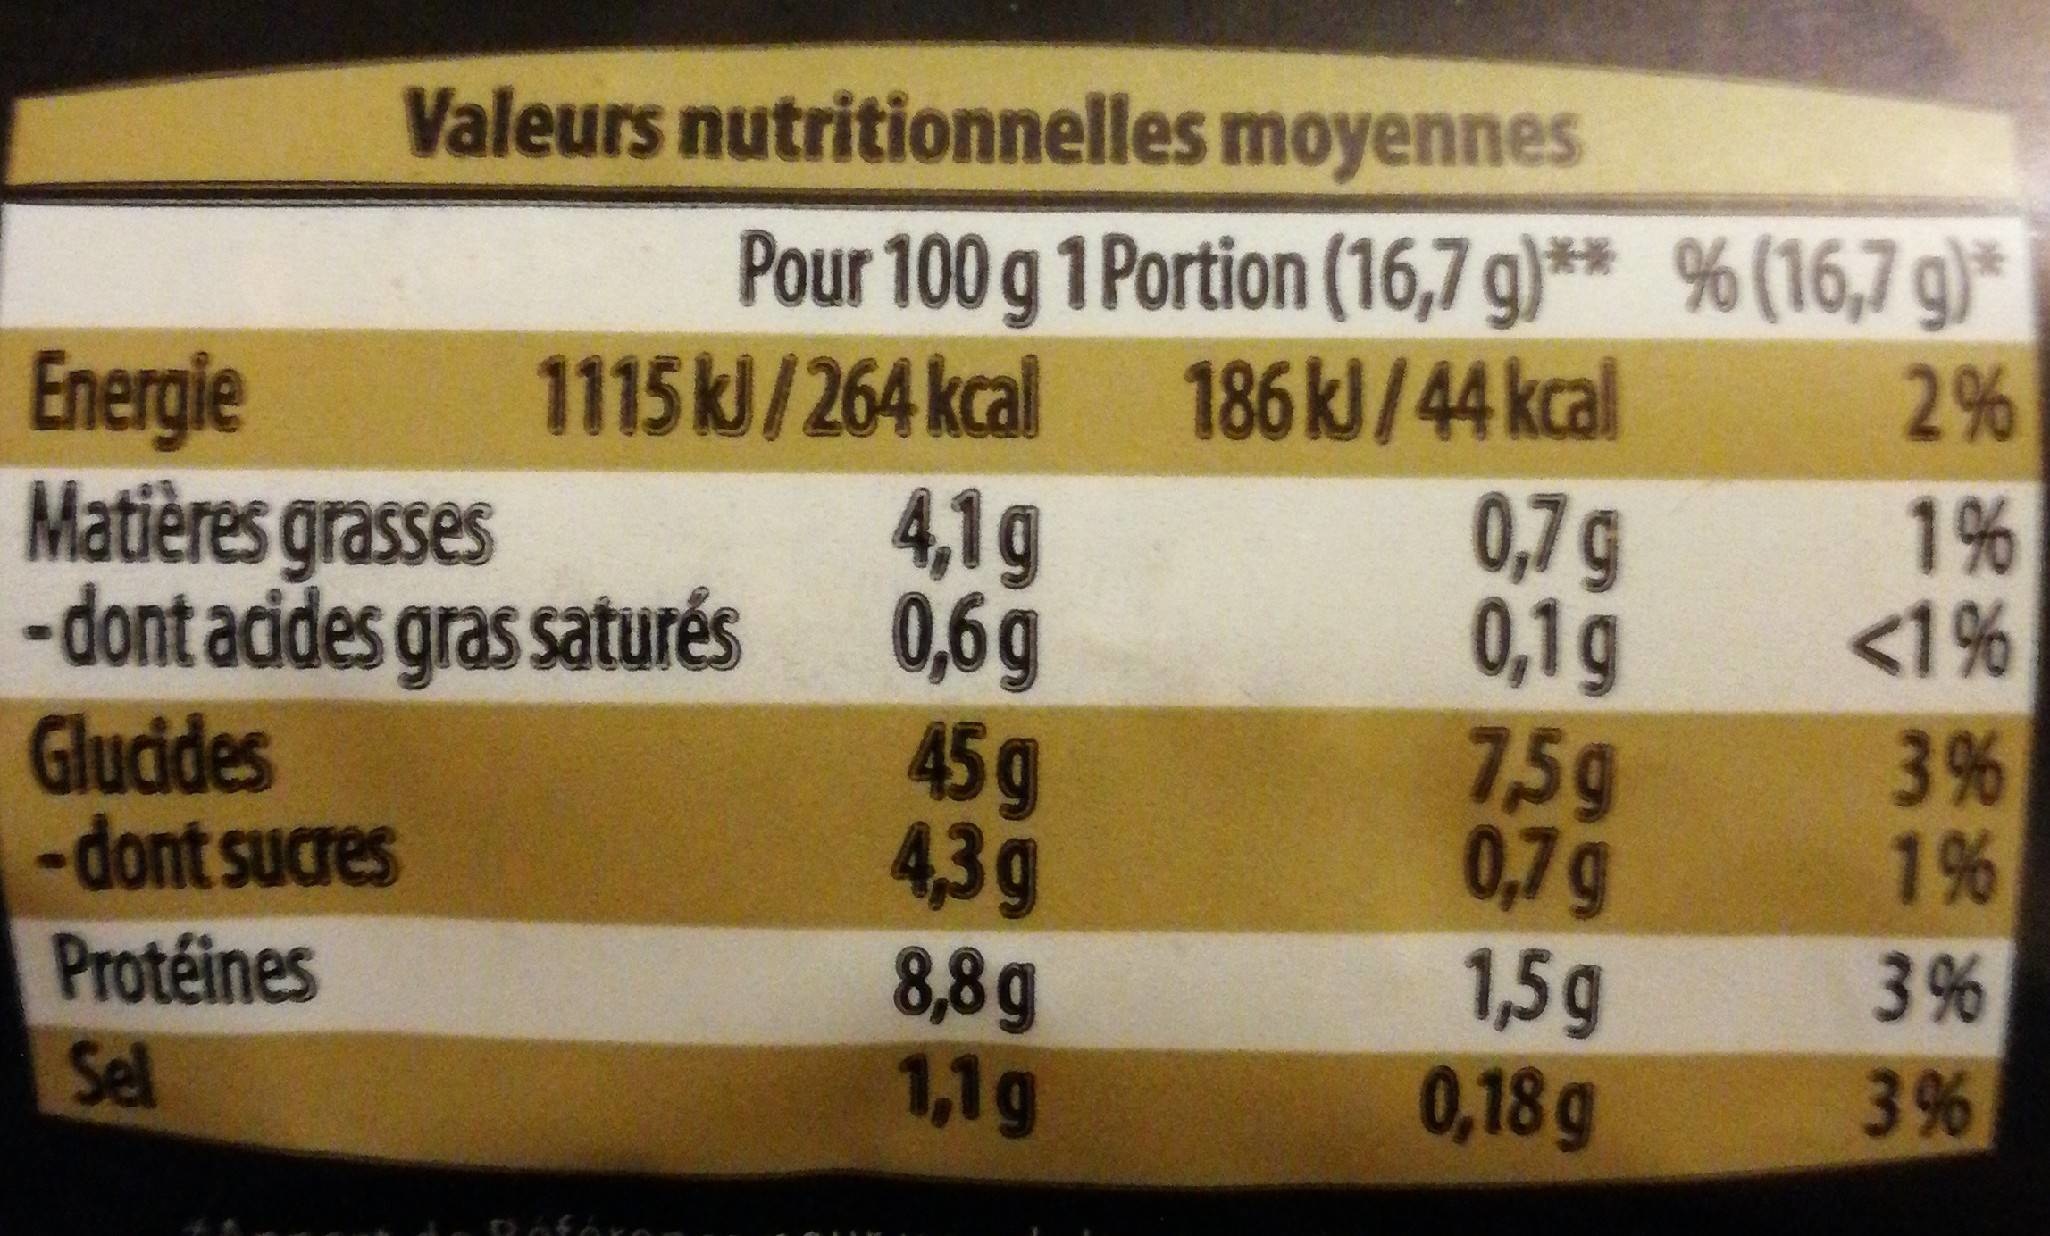 Valeurs nutritionnelles moyennes
Pour 100 g 1 Portion (16,7 g)** % (16,7 g)*
Energie 1115 kJ / 264 kcal 186 kJ / 44 kcal 2 %
Matières grasses 4,1 g 0,7 g 1 %
- dont acides gras saturés 0,6 g 0,1 g <1 %
Glucides 45 g 7,5 g 3 %
- dont sucres 4,3 g 0,7 g 1 %
Protéines 8,8 g 1,5 g 3 %
Sel 1,1 g 0,18 g 3 %